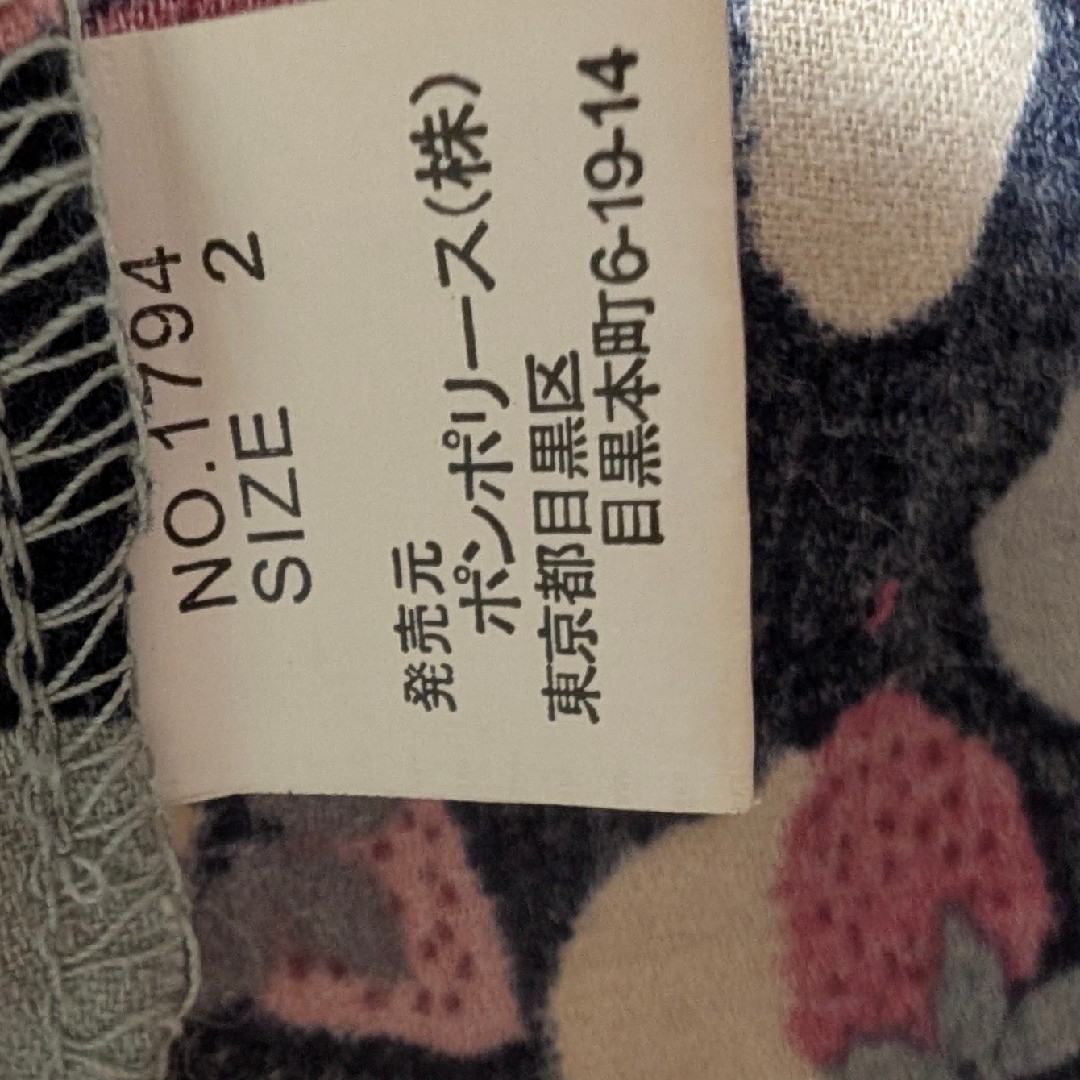 NO.1794
SIZE 2
発売元
ポンポリース(株)
東京都目黒区
目黒本町6-19-14